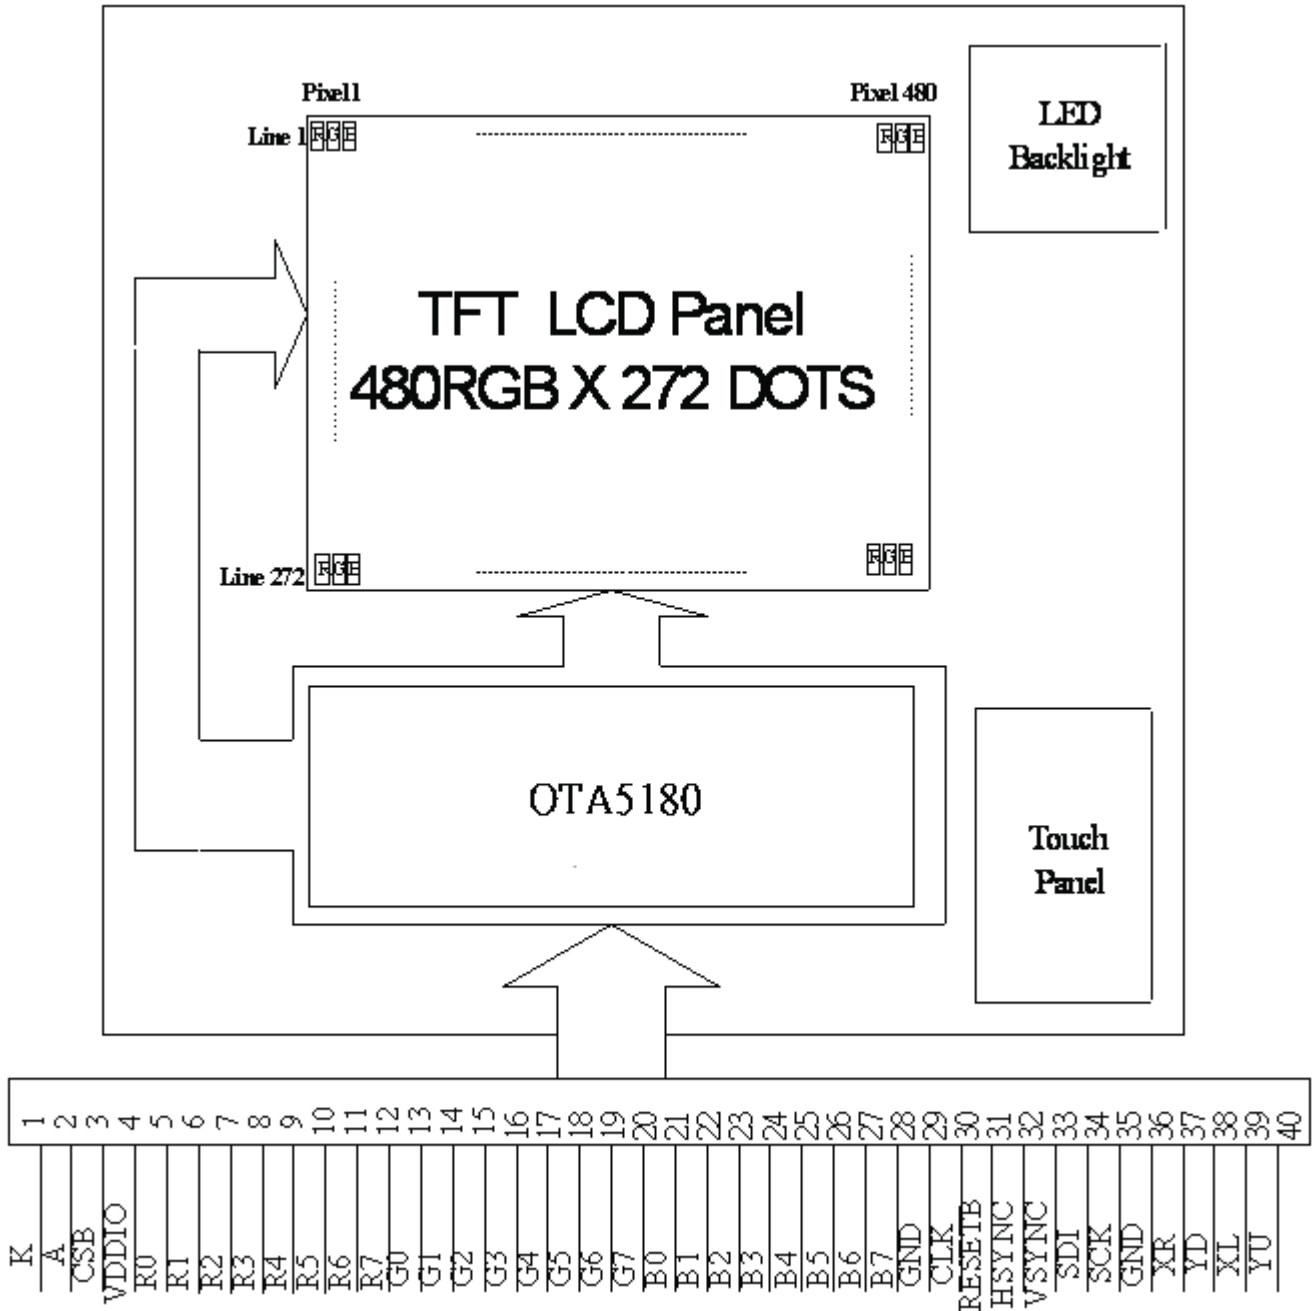 Pixel1
Pixel 480
LED
Backlight
Line 1
R G B
R G B
TFT LCD Panel
480RGB X 272 DOTS
Line 272
R G B
R G B
OTA5180
Touch
Panel
1 2 3 4 5 6 7 8 9 10 11 12 13 14 15 16 17 18 19 20 21 22 23 24 25 26 27 28 29 30 31 32 33 34 35 36 37 38 39 40
K A CSB VDDIO R0 R1 R2 R3 R4 R5 R6 R7 G0 G1 G2 G3 G4 G5 G6 G7 B0 B1 B2 B3 B4 B5 B6 B7 GND CLK RESETB HSYNC VSYNC SDI SCK GND XR YD XL YU